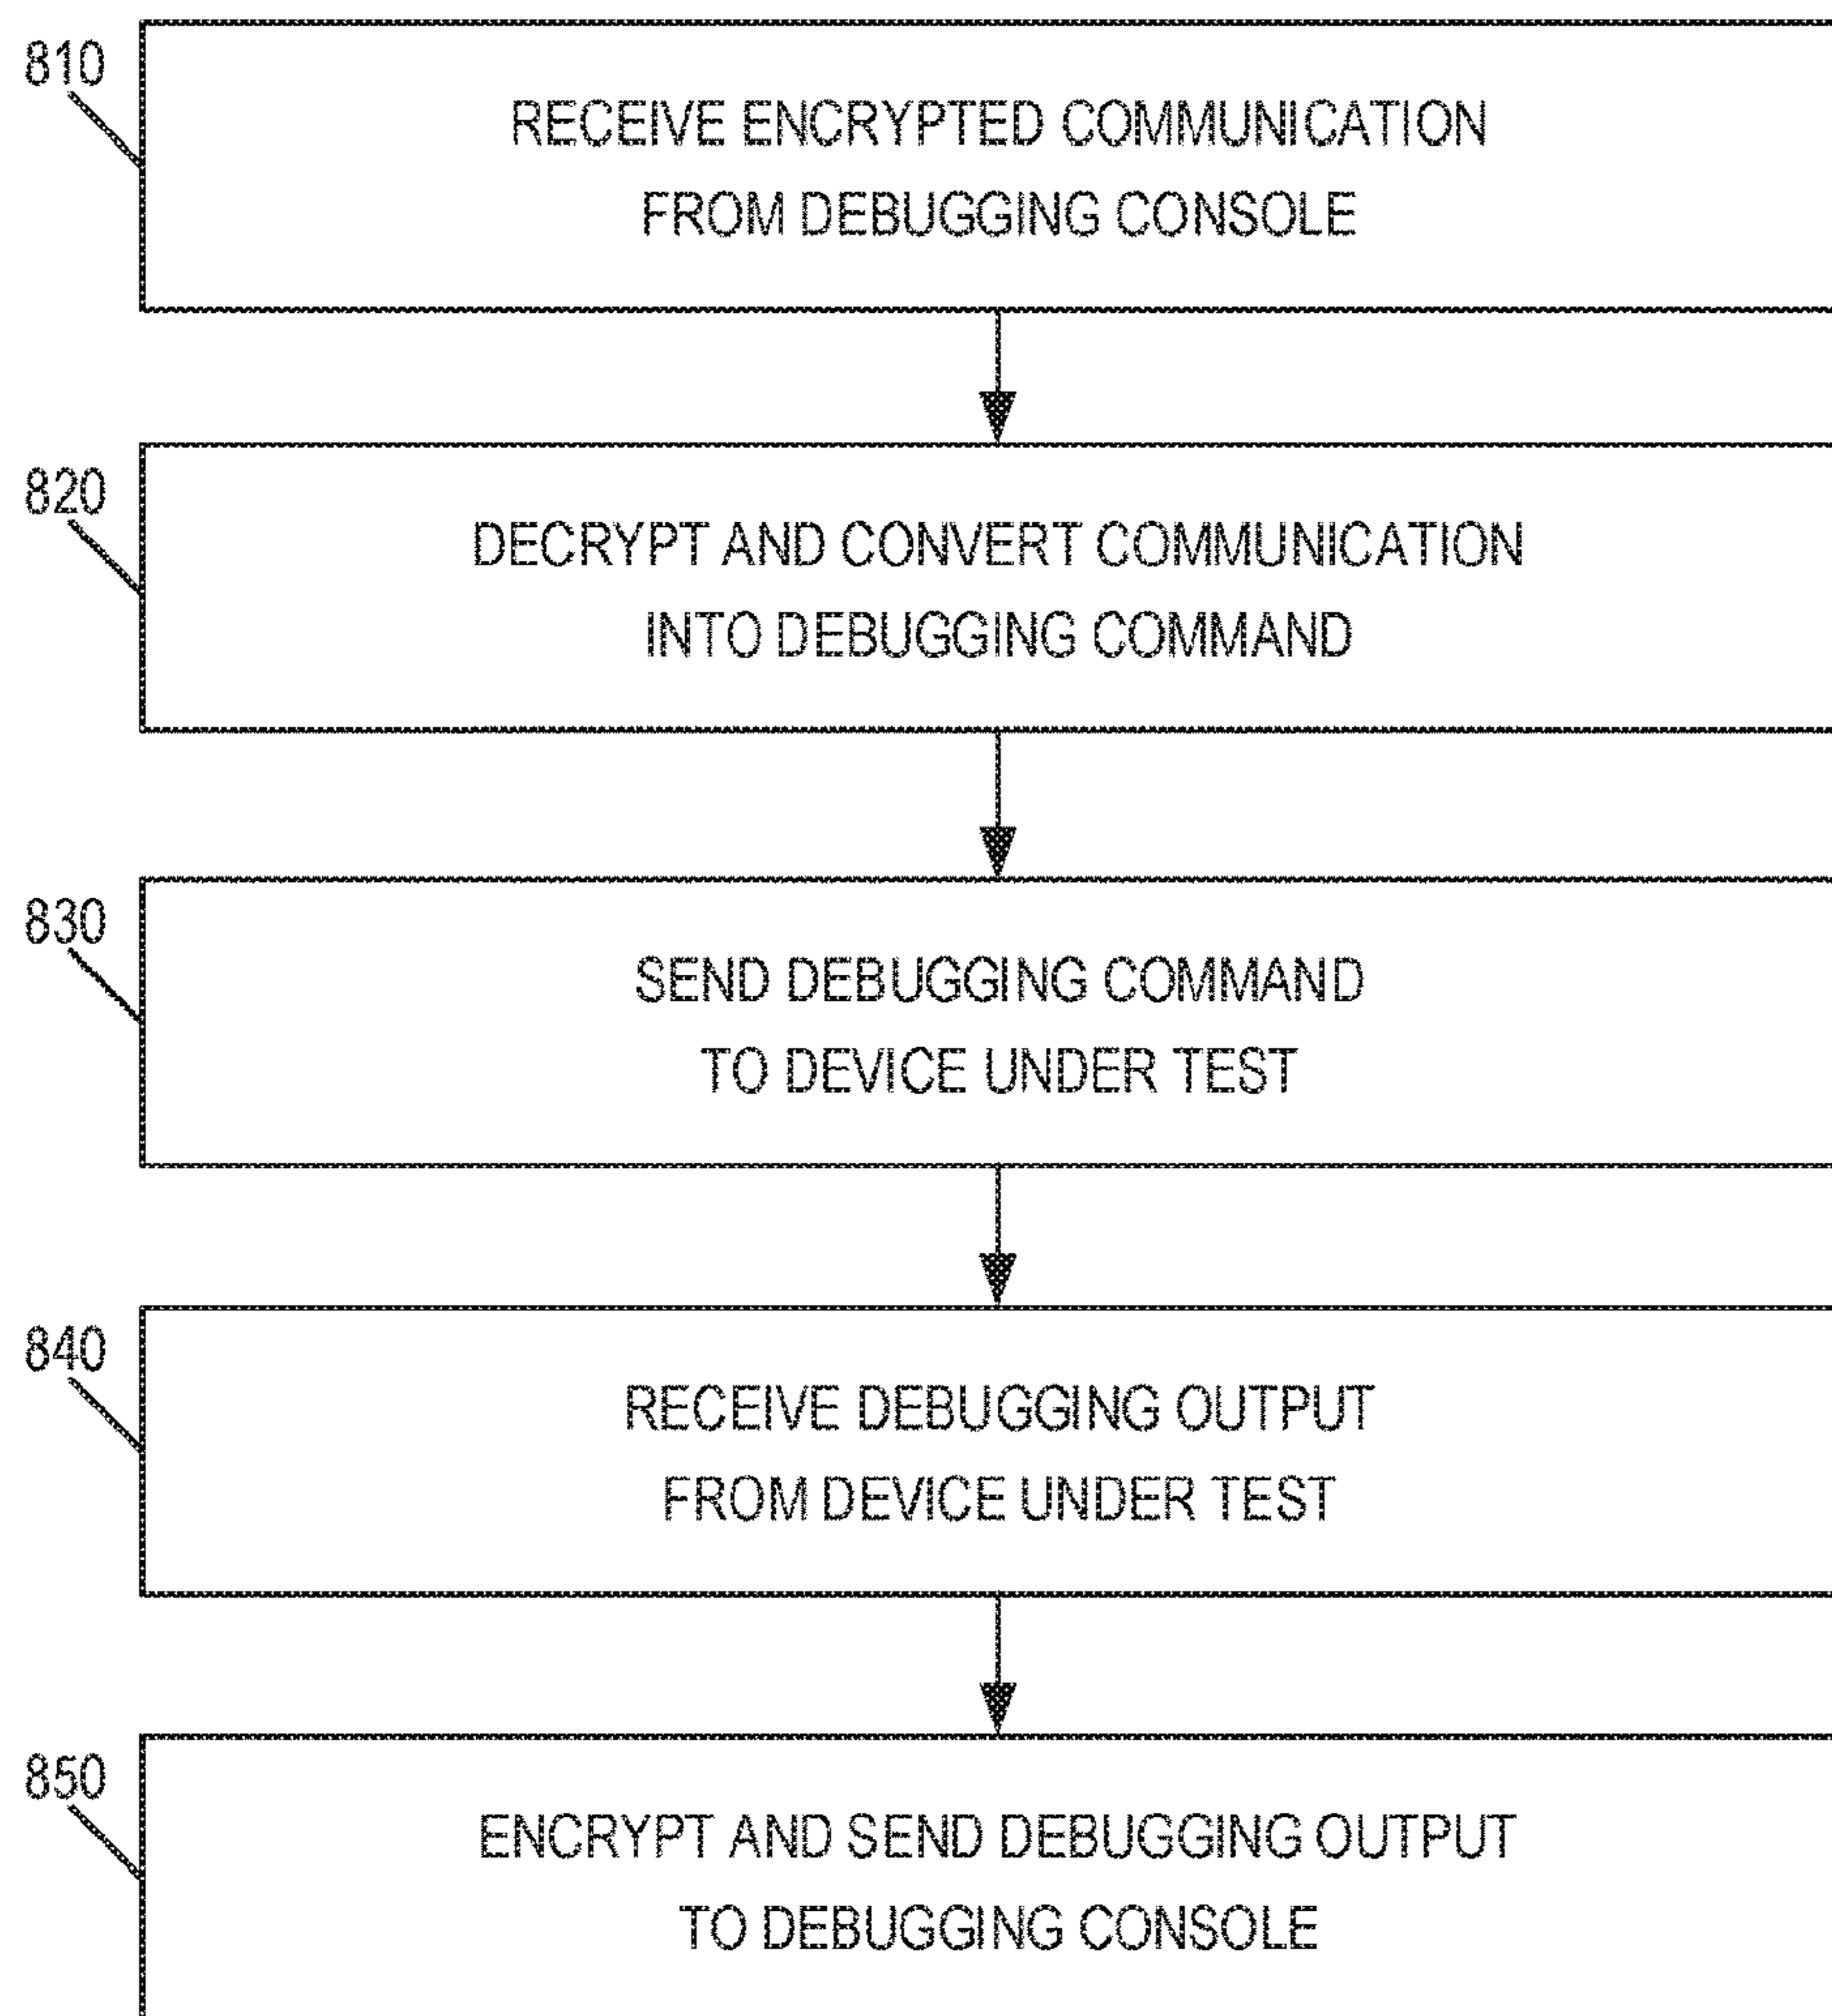 810
RECEIVE ENCRYPTED COMMUNICATION
FROM DEBUGGING CONSOLE
820
DECRYPT AND CONVERT COMMUNICATION
INTO DEBUGGING COMMAND
830
SEND DEBUGGING COMMAND
TO DEVICE UNDER TEST
840
RECEIVE DEBUGGING OUTPUT
FROM DEVICE UNDER TEST
850
ENCRYPT AND SEND DEBUGGING OUTPUT
TO DEBUGGING CONSOLE